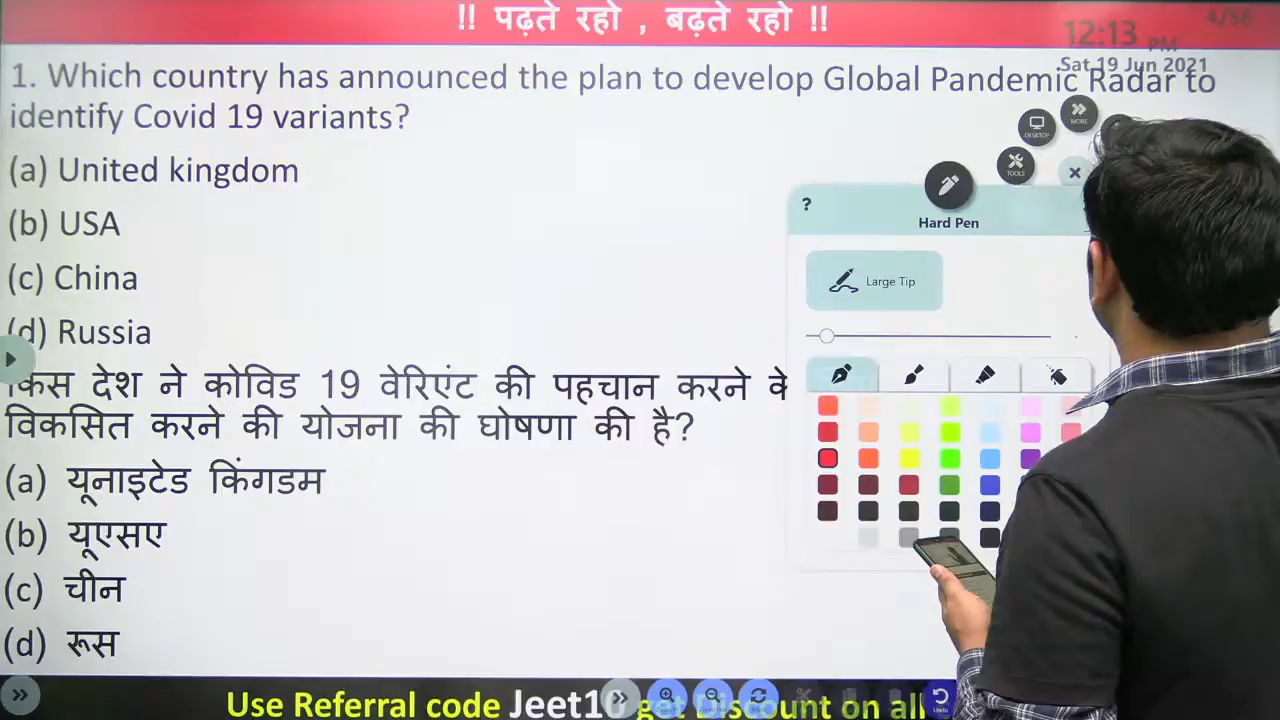 !! पढ़ते रहो , बढ़ते रहो !!
4/56
12:13 PM
Sat 19 Jun 2021
1. Which country has announced the plan to develop Global Pandemic Radar to
identify Covid 19 variants?
(a) United kingdom
(b) USA
(c) China
(d) Russia
किस देश ने कोविड 19 वेरिएंट की पहचान करने
विकसित करने की योजना की घोषणा की है?
(a) यूनाइटेड किंगडम
(b) यूएसए
(c) चीन
(d) रूस
MORE
DESKTOP
TOOLS
?
Hard Pen
Large Tip
Use Referral code Jeet10 get Discount on all
Undo